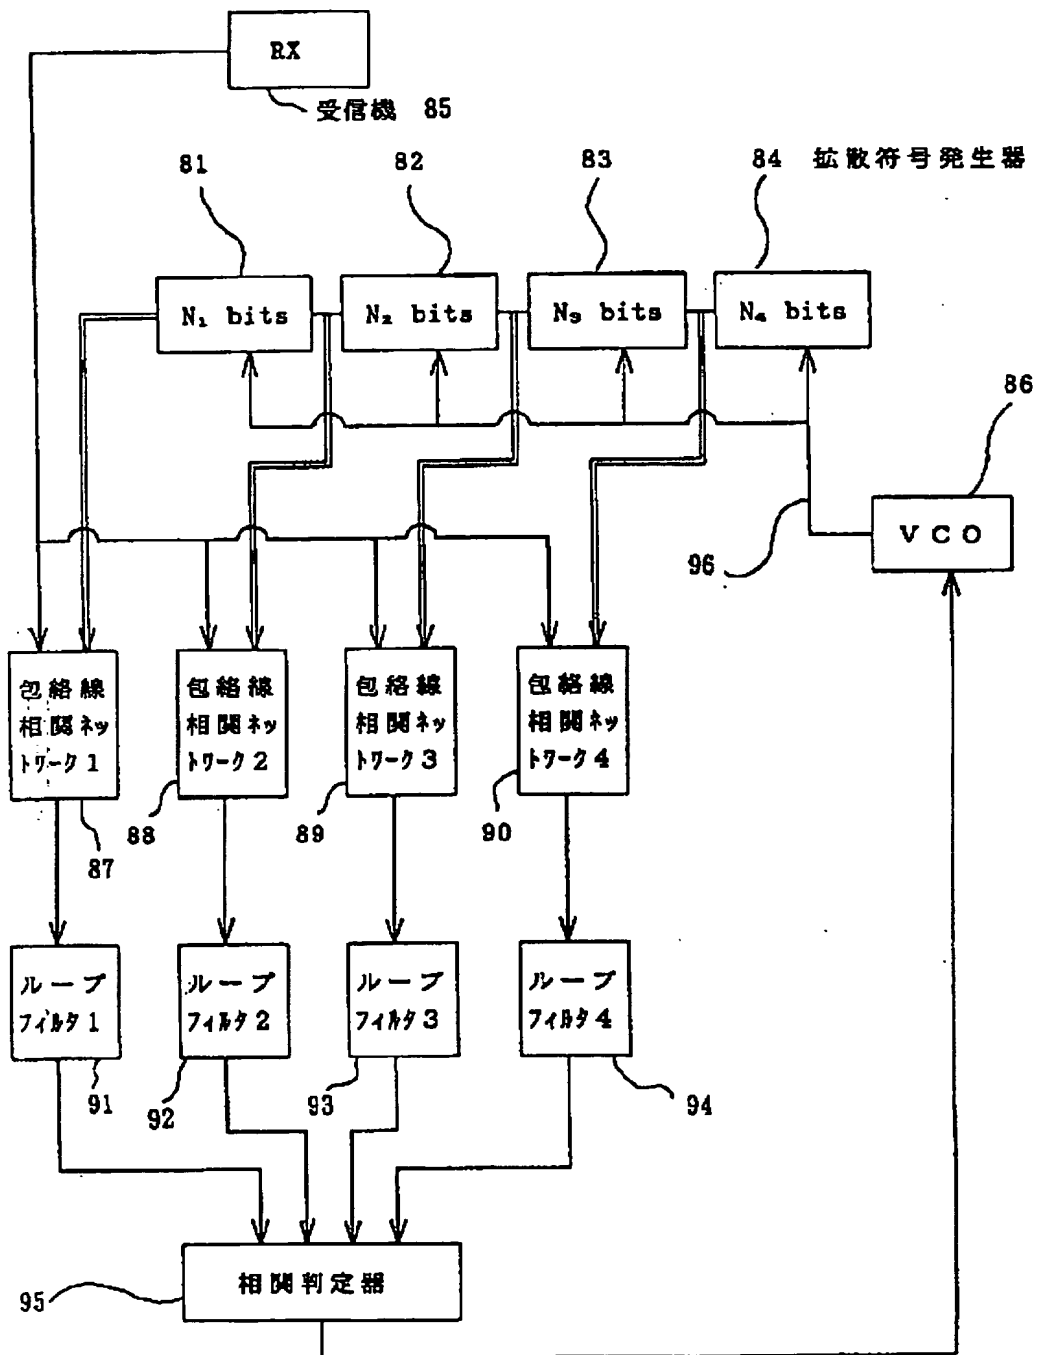 RX
受信機 85
81
82
83
84 拡散符号発生器
N₁ bits
N₂ bits
N₃ bits
N₄ bits
86
VCO
96
包絡線
相関ネッ
トワーク1
包絡線
相関ネッ
トワーク2
包絡線
相関ネッ
トワーク3
包絡線
相関ネッ
トワーク4
87
88
89
90
ループ
フィルタ1
ループ
フィルタ2
ループ
フィルタ3
ループ
フィルタ4
91
92
93
94
相関判定器
95